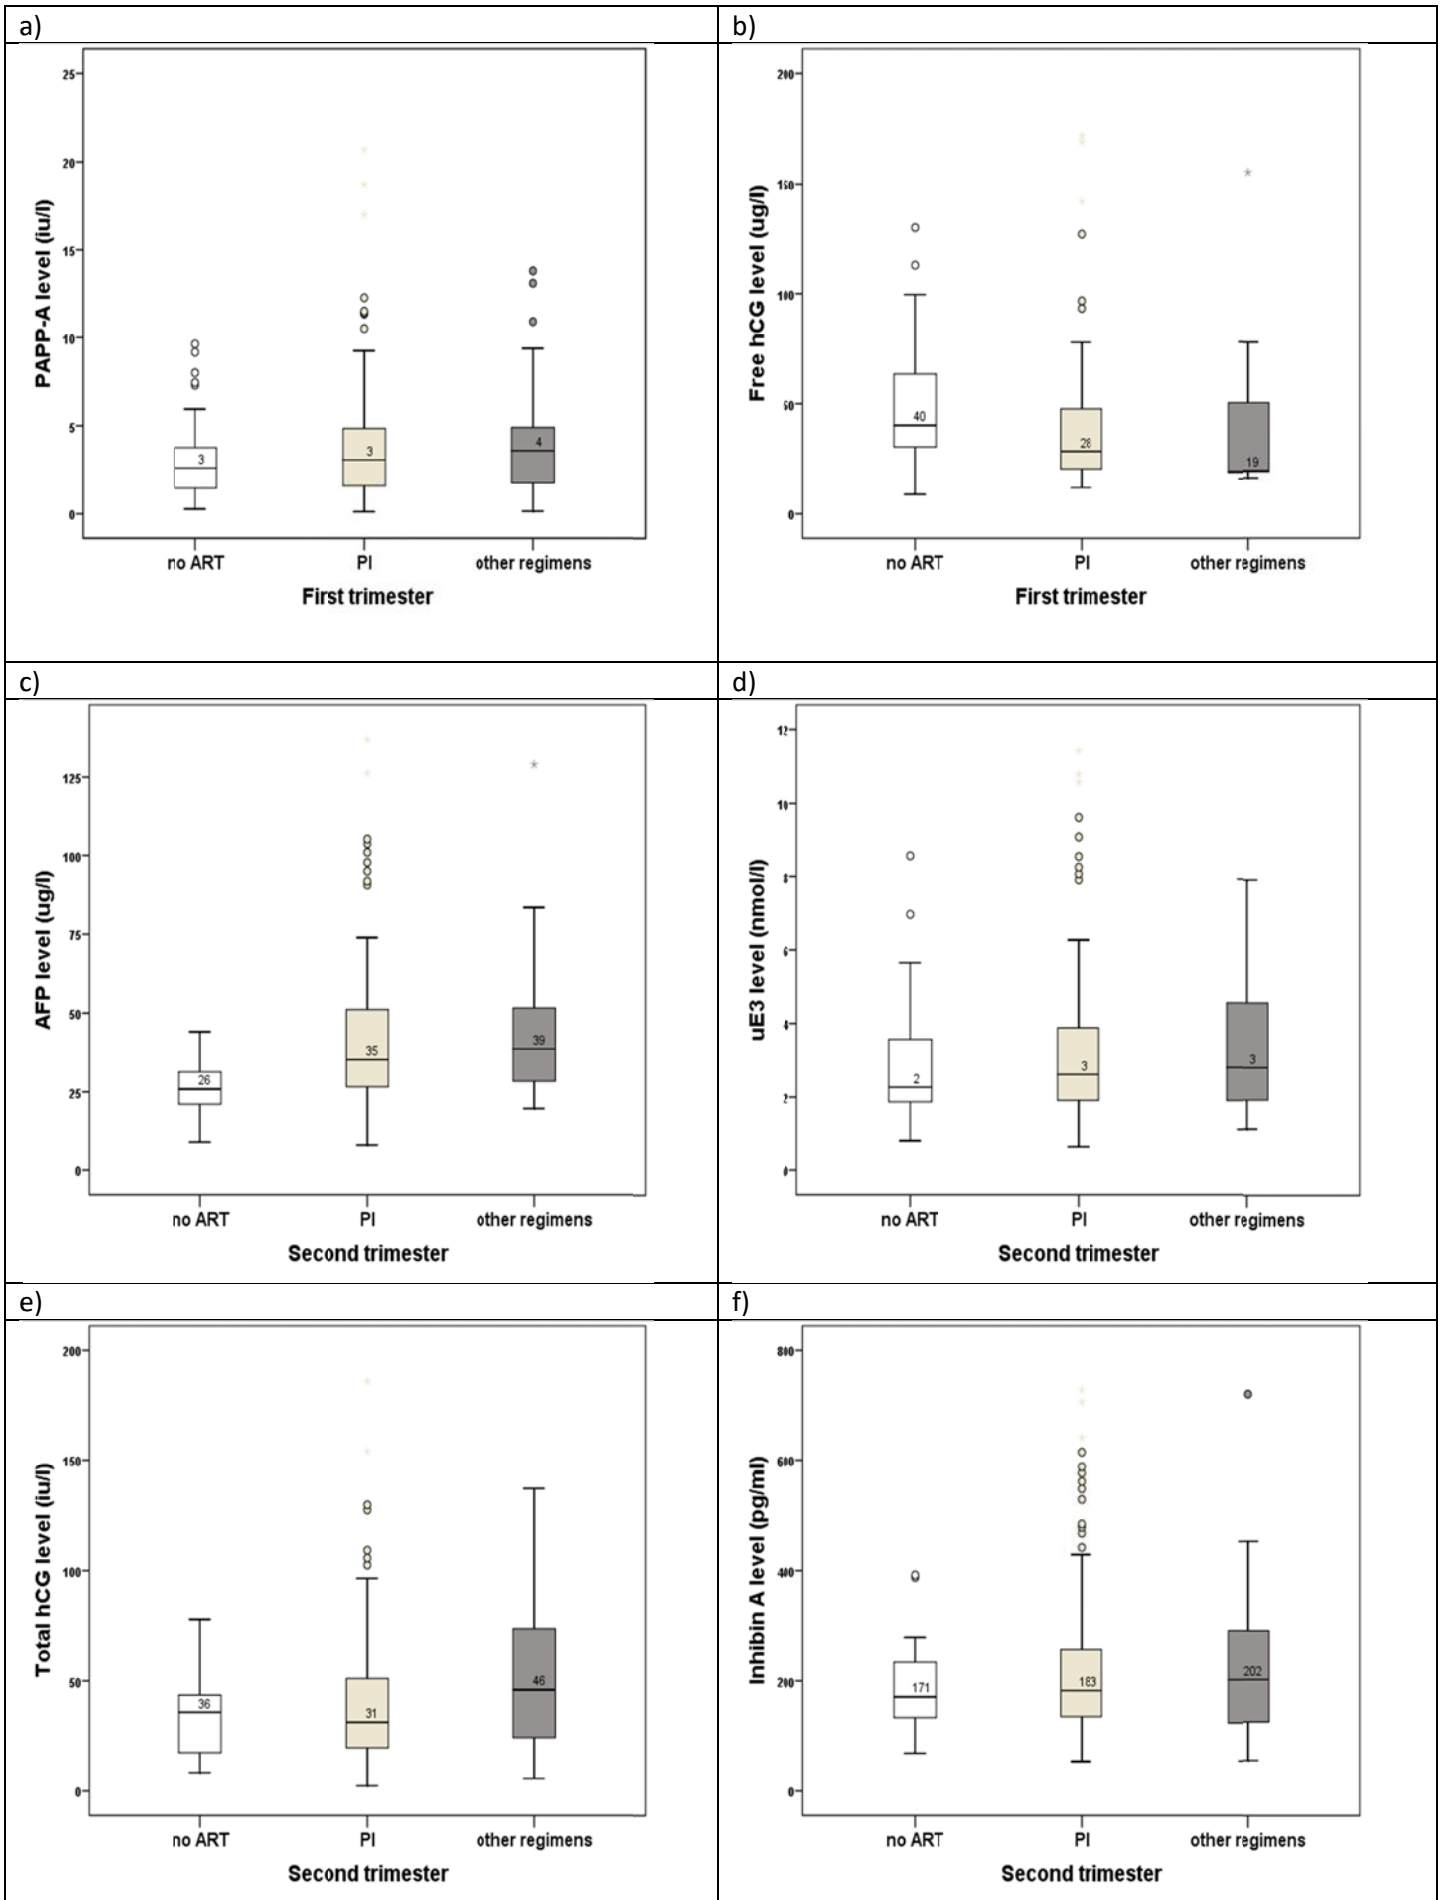 a)
b)
PAPP-A level (iu/l)
25
20
15
10
5
0
3
3
4
no ART
PI
other regimens
First trimester
Free hCG level (ug/l)
200
150
100
50
0
40
28
19
no ART
PI
other regimens
First trimester
c)
d)
AFP level (ug/l)
125
100
75
50
25
0
26
35
39
no ART
PI
other regimens
Second trimester
uE3 level (nmol/l)
12
10
8
6
4
2
0
2
3
3
no ART
PI
other regimens
Second trimester
e)
f)
Total hCG level (iu/l)
200
150
100
50
0
36
31
46
no ART
PI
other regimens
Second trimester
Inhibin A level (pg/ml)
800
600
400
200
0
171
183
202
no ART
PI
other regimens
Second trimester